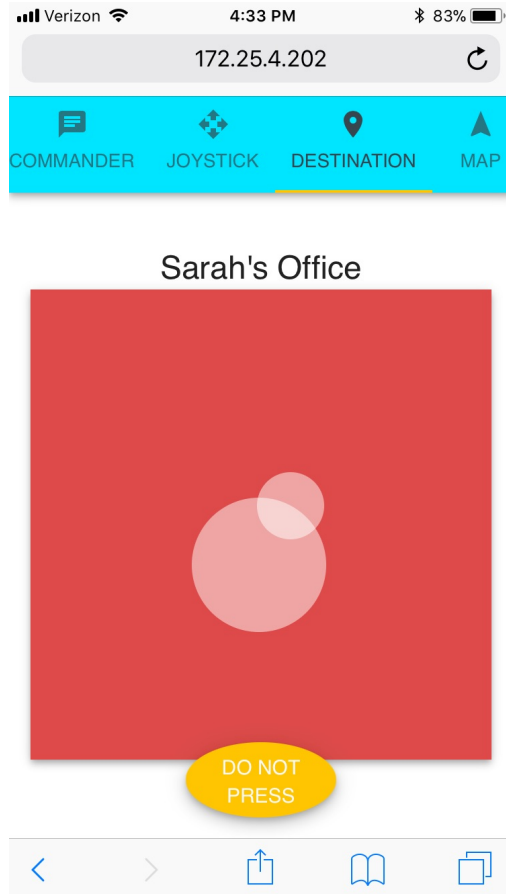 Verizon 4:33 PM 83%
172.25.4.202
COMMANDER JOYSTICK DESTINATION MAP
Sarah's Office
DO NOT
PRESS